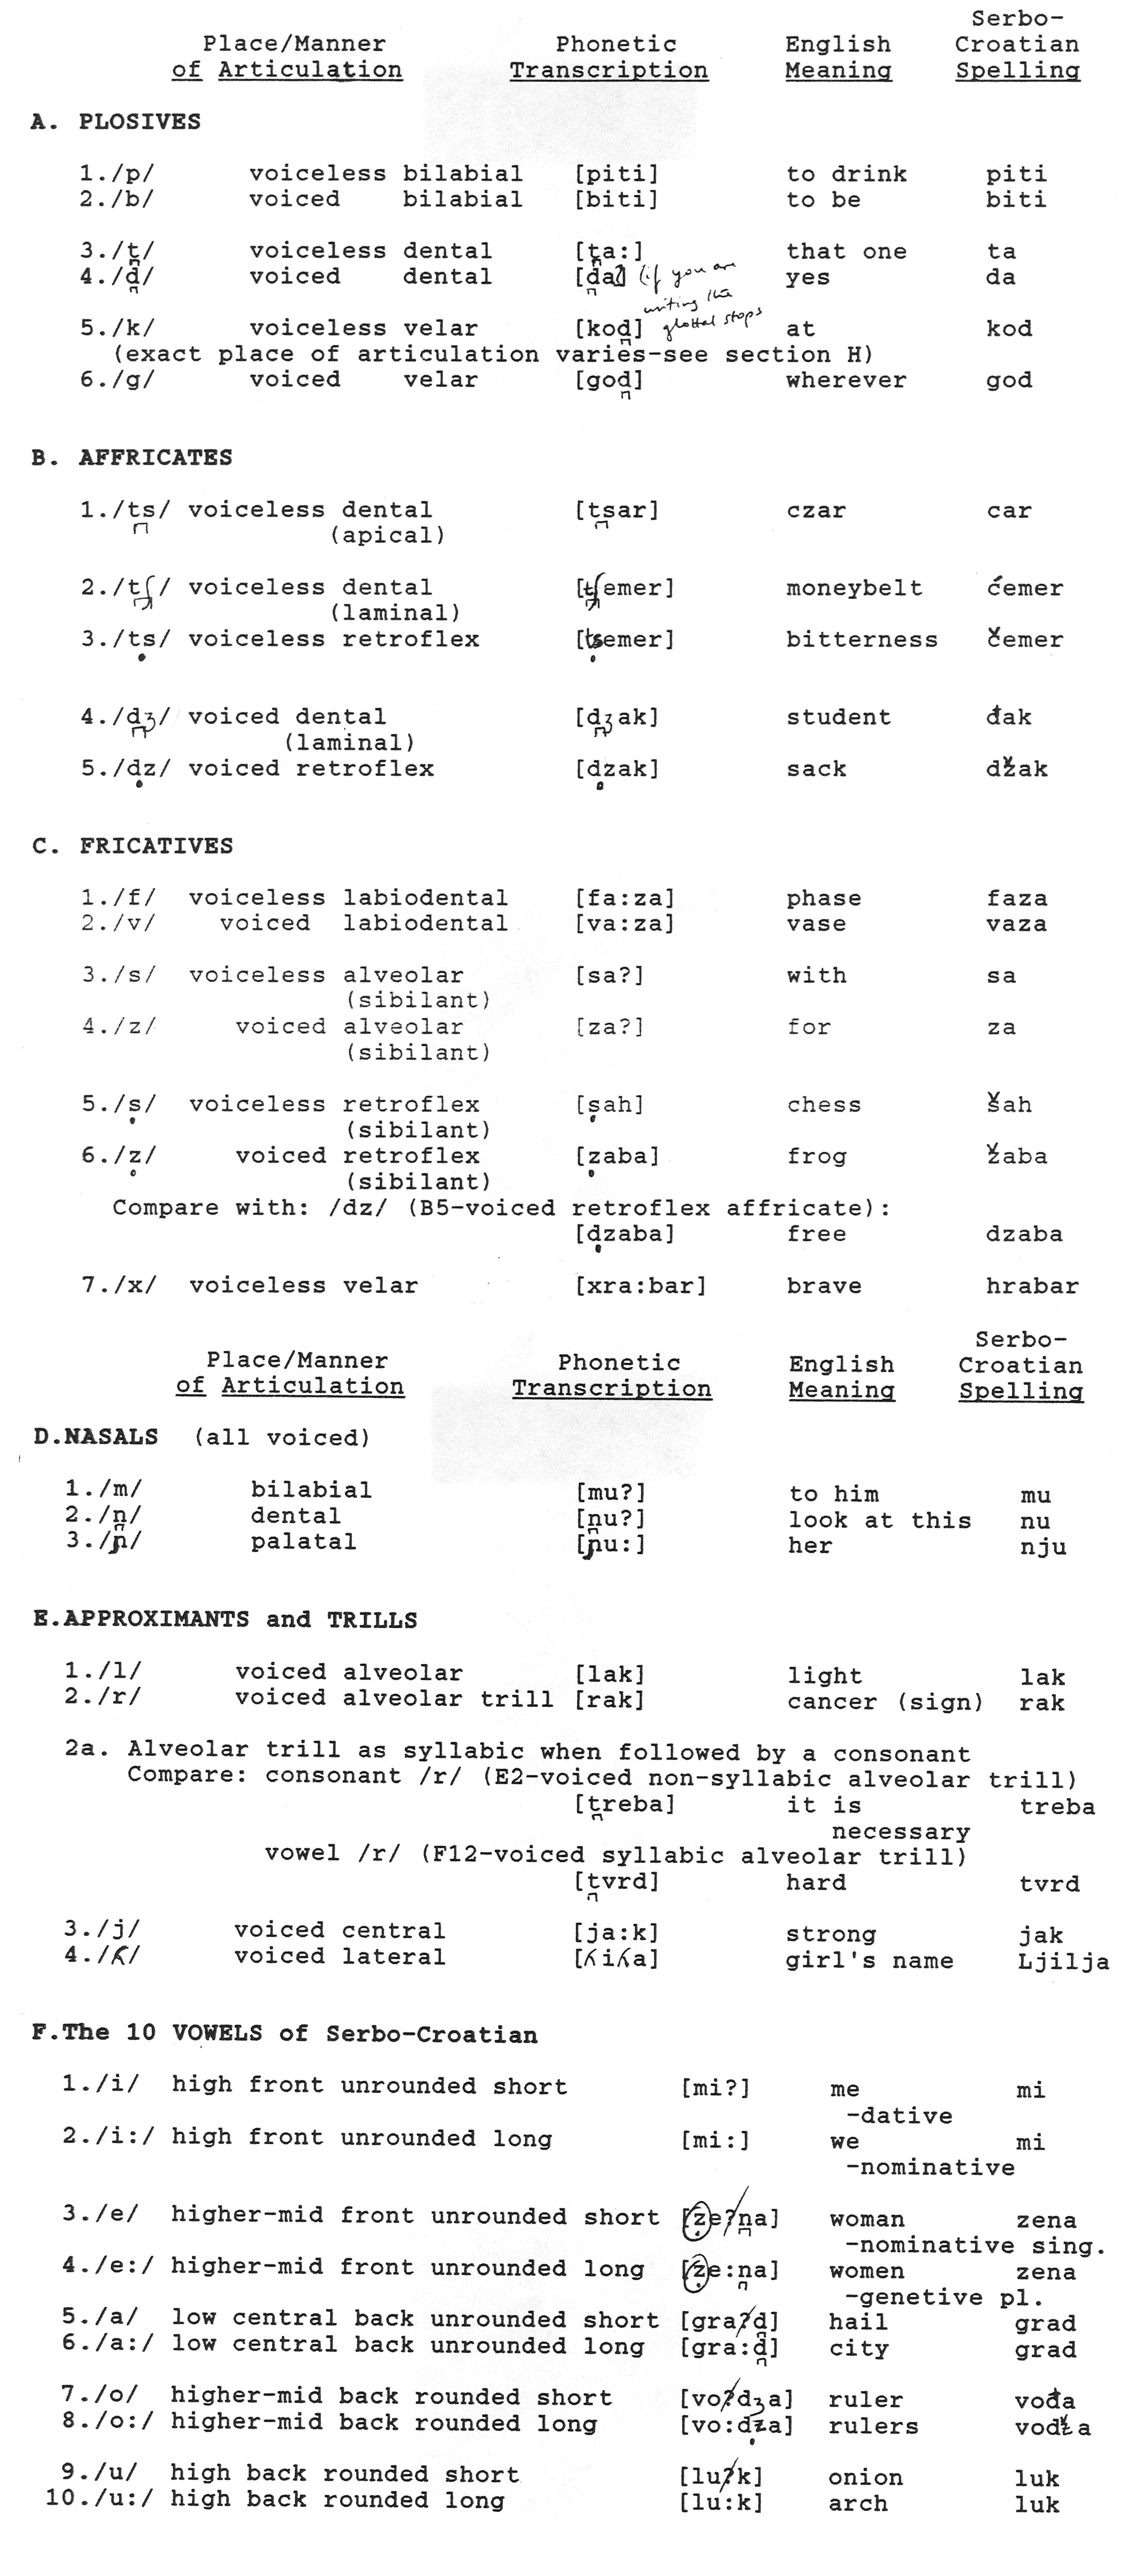 Serbo-
Place/Manner Phonetic English Croatian
of Articulation Transcription Meaning Spelling
A. PLOSIVES
1./p/ voiceless bilabial [piti] to drink piti
2./b/ voiced bilabial [biti] to be biti
3./t̪/ voiceless dental [t̪a:] that one ta
4./d̪/ voiced dental [d̪aʔ] (if you are yes da
writing the
5./k/ voiceless velar [kod̪] glottal stops at kod
(exact place of articulation varies-see section H)
6./g/ voiced velar [god̪] wherever god
B. AFFRICATES
1./ts̪/ voiceless dental [ts̪ar] czar car
(apical)
2./tʃ̪/ voiceless dental [tʃ̪emer] moneybelt ćemer
(laminal)
3./tṣ/ voiceless retroflex [tṣemer] bitterness čemer
4./d̪ʒ/ voiced dental [d̪ʒak] student đak
(laminal)
5./dẓ/ voiced retroflex [dẓak] sack džak
C. FRICATIVES
1./f/ voiceless labiodental [fa:za] phase faza
2./v/ voiced labiodental [va:za] vase vaza
3./s/ voiceless alveolar [sa?] with sa
(sibilant)
4./z/ voiced alveolar [za?] for za
(sibilant)
5./ṣ/ voiceless retroflex [ṣah] chess šah
(sibilant)
6./ẓ/ voiced retroflex [ẓaba] frog žaba
(sibilant)
Compare with: /dz/ (B5-voiced retroflex affricate):
[dẓaba] free dzaba
7./x/ voiceless velar [xra:bar] brave hrabar
Serbo-
Place/Manner Phonetic English Croatian
of Articulation Transcription Meaning Spelling
D.NASALS (all voiced)
1./m/ bilabial [mu?] to him mu
2./n̪/ dental [n̪u?] look at this nu
3./ɲ/ palatal [ɲu:] her nju
E.APPROXIMANTS and TRILLS
1./l/ voiced alveolar [lak] light lak
2./r/ voiced alveolar trill [rak] cancer (sign) rak
2a. Alveolar trill as syllabic when followed by a consonant
Compare: consonant /r/ (E2-voiced non-syllabic alveolar trill)
[t̪reba] it is treba
necessary
vowel /r/ (F12-voiced syllabic alveolar trill)
[t̪vrd] hard tvrd
3./j/ voiced central [ja:k] strong jak
4./ʎ/ voiced lateral [ʎiʎa] girl's name Ljilja
F.The 10 VOWELS of Serbo-Croatian
1./i/ high front unrounded short [mi?] me mi
-dative
2./i:/ high front unrounded long [mi:] we mi
-nominative
3./e/ higher-mid front unrounded short [ẓe?n̪a] woman zena
-nominative sing.
4./e:/ higher-mid front unrounded long [ẓe:n̪a] women zena
-genetive pl.
5./a/ low central back unrounded short [gra?d̪] hail grad
6./a:/ low central back unrounded long [gra:d̪] city grad
7./o/ higher-mid back rounded short [vo?dʒa] ruler vođa
8./o:/ higher-mid back rounded long [vo:dẓa] rulers vodža
9./u/ high back rounded short [lu?k] onion luk
10./u:/ high back rounded long [lu:k] arch luk